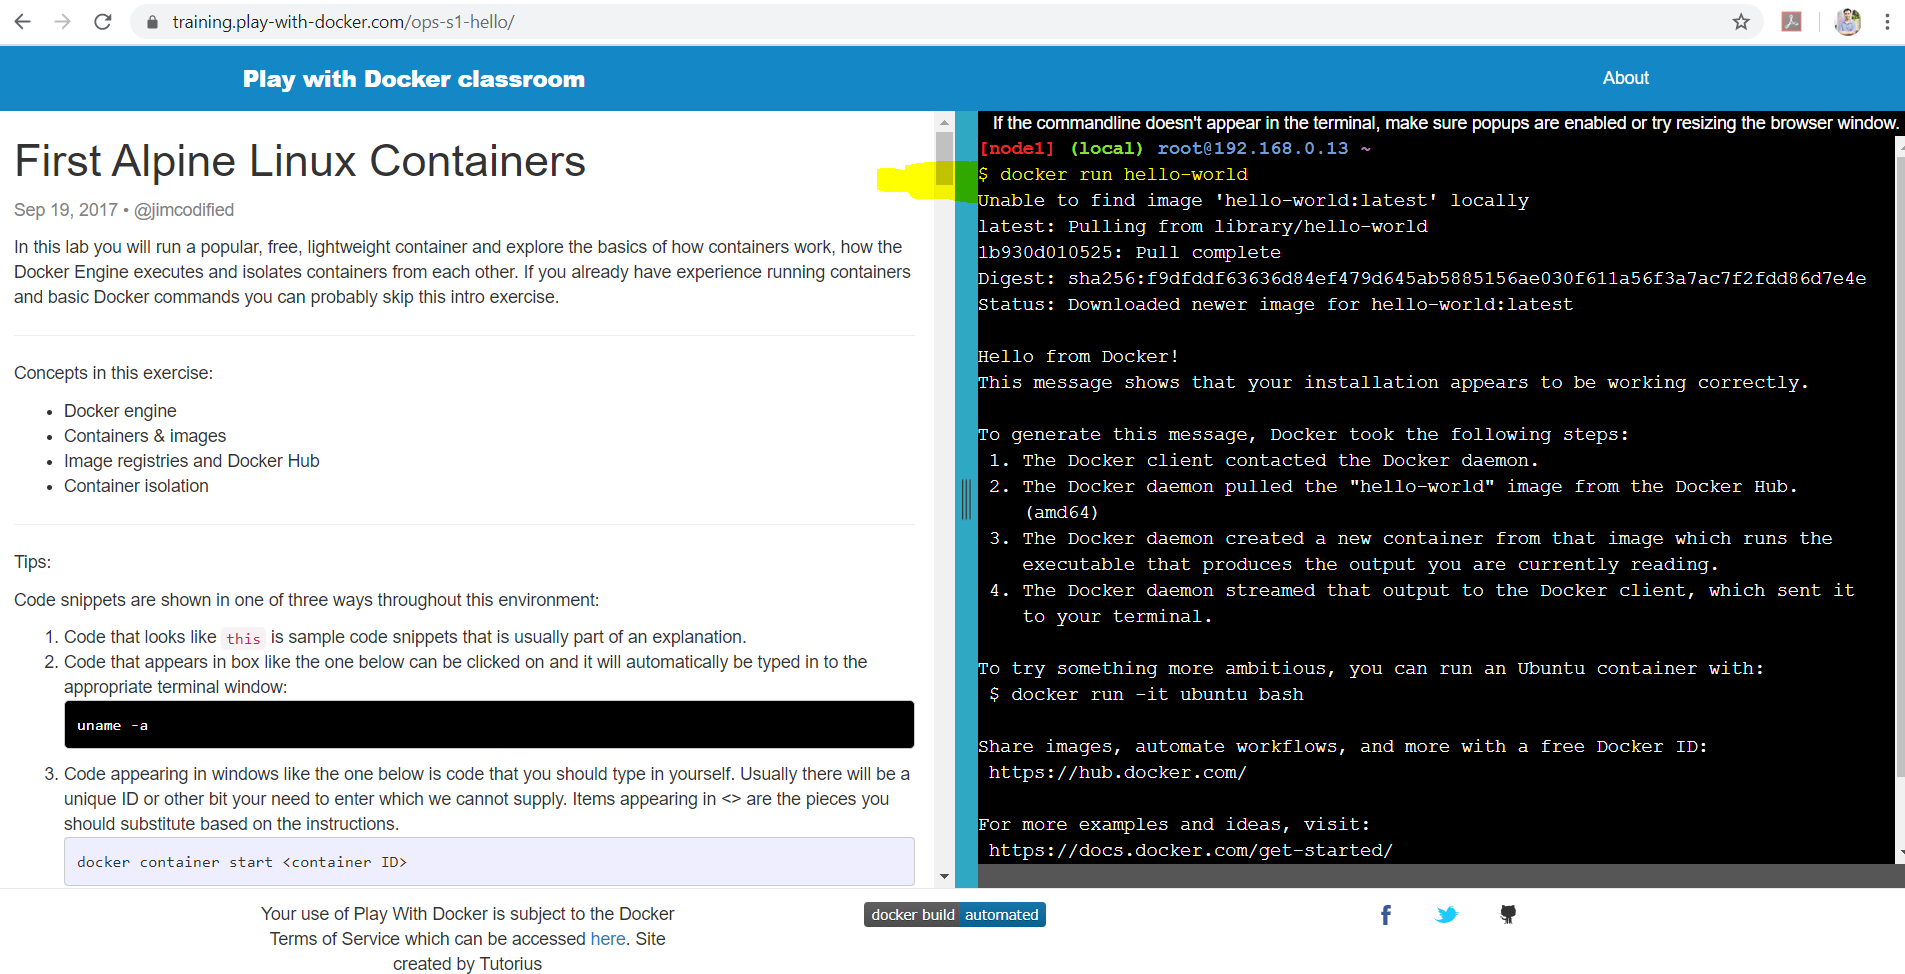 training.play-with-docker.com/ops-s1-hello/
Play with Docker classroom
About
First Alpine Linux Containers
Sep 19, 2017 • @jimcodified
In this lab you will run a popular, free, lightweight container and explore the basics of how containers work, how the
Docker Engine executes and isolates containers from each other. If you already have experience running containers
and basic Docker commands you can probably skip this intro exercise.
Concepts in this exercise:
• Docker engine
• Containers & images
• Image registries and Docker Hub
• Container isolation
Tips:
Code snippets are shown in one of three ways throughout this environment:
1. Code that looks like this is sample code snippets that is usually part of an explanation.
2. Code that appears in box like the one below can be clicked on and it will automatically be typed in to the
appropriate terminal window:
uname -a
3. Code appearing in windows like the one below is code that you should type in yourself. Usually there will be a
unique ID or other bit your need to enter which we cannot supply. Items appearing in <> are the pieces you
should substitute based on the instructions.
docker container start <container ID>
If the commandline doesn't appear in the terminal, make sure popups are enabled or try resizing the browser window.
[node1] (local) root@192.168.0.13 ~
$ docker run hello-world
Unable to find image 'hello-world:latest' locally
latest: Pulling from library/hello-world
1b930d010525: Pull complete
Digest: sha256:f9dfddf63636d84ef479d645ab5885156ae030f611a56f3a7ac7f2fdd86d7e4e
Status: Downloaded newer image for hello-world:latest
Hello from Docker!
This message shows that your installation appears to be working correctly.
To generate this message, Docker took the following steps:
1. The Docker client contacted the Docker daemon.
2. The Docker daemon pulled the "hello-world" image from the Docker Hub.
(amd64)
3. The Docker daemon created a new container from that image which runs the
executable that produces the output you are currently reading.
4. The Docker daemon streamed that output to the Docker client, which sent it
to your terminal.
To try something more ambitious, you can run an Ubuntu container with:
$ docker run -it ubuntu bash
Share images, automate workflows, and more with a free Docker ID:
https://hub.docker.com/
For more examples and ideas, visit:
https://docs.docker.com/get-started/
Your use of Play With Docker is subject to the Docker
Terms of Service which can be accessed here. Site
created by Tutorius
docker build automated